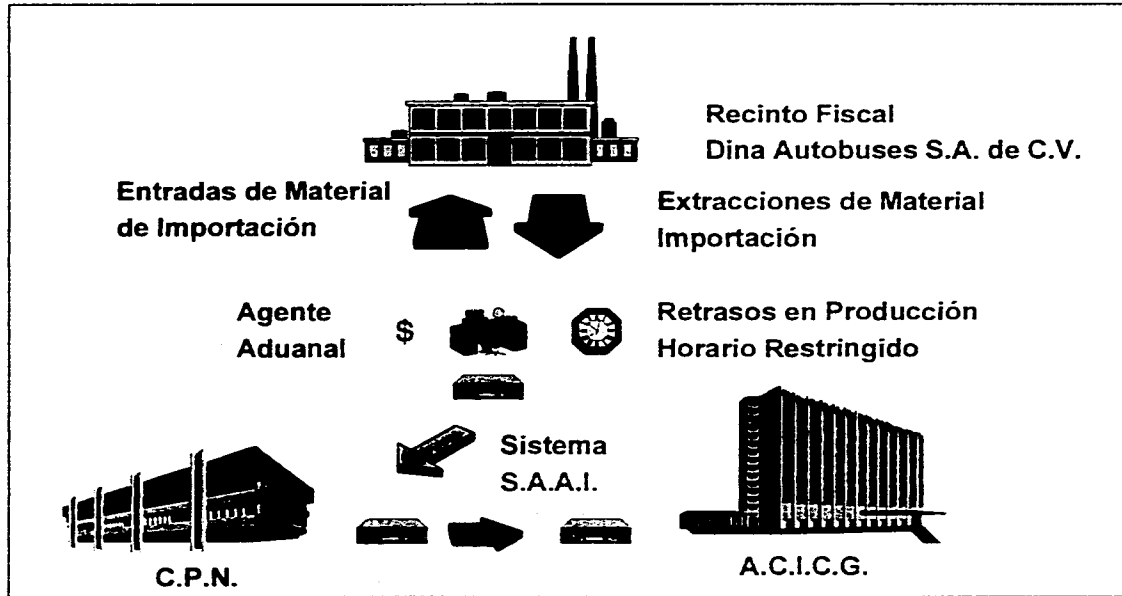 Recinto Fiscal
Dina Autobuses S.A. de C.V.
Entradas de Material
de Importación
Extracciones de Material
Importación
Agente
Aduanal
$
Retrasos en Producción
Horario Restringido
Sistema
S.A.A.I.
C.P.N.
A.C.I.C.G.